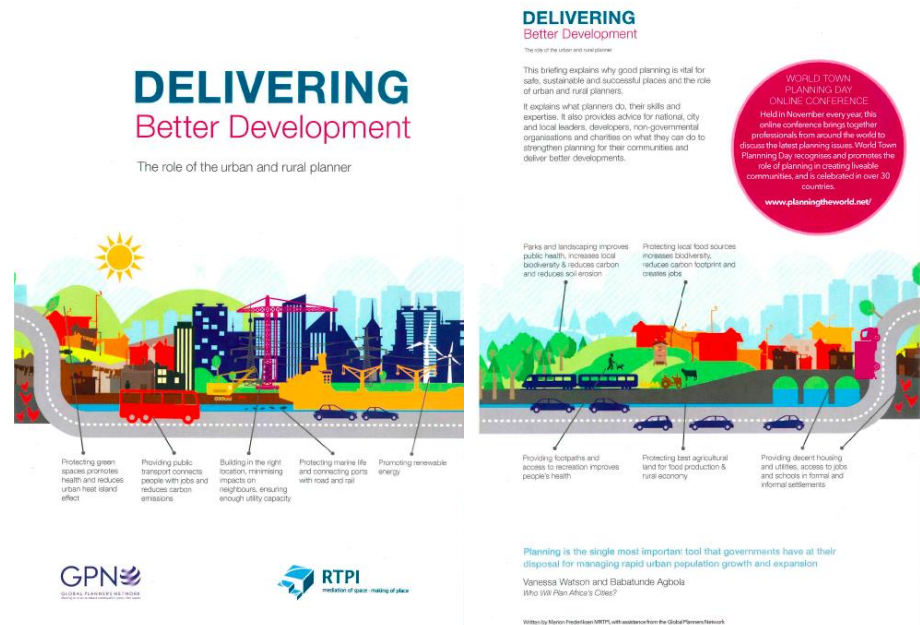 DELIVERING
Better Development
The role of the urban and rural planner
Protecting green
spaces promotes
health and reduces
urban heat island
effect
Providing public
transport connects
people with jobs and
reduces carbon
emissions
Building in the right
location, minimising
impacts on
neighbours, ensuring
enough utility capacity
Protecting marine life
and connecting ports
with road and rail
Promoting renewable
energy
GPN
GLOBAL PLANNERS NETWORK
RTPI
mediation of space · making of place
DELIVERING
Better Development
The role of the urban and rural planner
This briefing explains why good planning is vital for
safe, sustainable and successful places and the role
of urban and rural planners.
It explains what planners do, their skills and
expertise. It also provides advice for national, city
and local leaders, developers, non-governmental
organisations and charities on what they can do to
strengthen planning for their communities and
deliver better developments.
WORLD TOWN
PLANNING DAY
ONLINE CONFERENCE
Held in November every year, this
online conference brings together
professionals from around the world to
discuss the latest planning issues. World Town
Plannning Day recognises and promotes the
role of planning in creating liveable
communities, and is celebrated in over 30
countries.
www.planningtheworld.net/
Parks and landscaping improves
public health, increases local
biodiversity & reduces carbon
and reduces soil erosion
Protecting local food sources
increases biodiversity,
reduces carbon footprint and
creates jobs
Providing footpaths and
access to recreation improves
people's health
Protecting best agricultural
land for food production &
rural economy
Providing decent housing
and utilities, access to jobs
and schools in formal and
informal settlements
Planning is the single most important tool that governments have at their
disposal for managing rapid urban population growth and expansion
Vanessa Watson and Babatunde Agbola
Who Will Plan Africa's Cities?
Written by Marion Frederiksen MRTPI, with assistance from the Global Planners Network